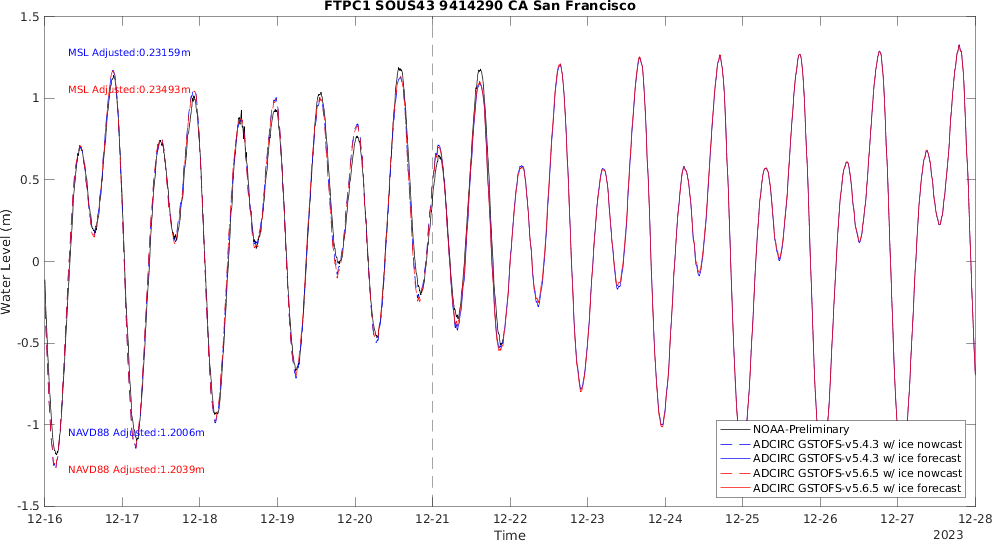 FTPC1 SOUS43 9414290 CA San Francisco
1.5
1
0.5
0
-0.5
-1
-1.5
Water Level (m)
MSL Adjusted:0.23159m
MSL Adjusted:0.23493m
NAVD88 Adjusted:1.2006m
NAVD88 Adjusted:1.2039m
NOAA-Preliminary
ADCIRC GSTOFS-v5.4.3 w/ ice nowcast
ADCIRC GSTOFS-v5.4.3 w/ ice forecast
ADCIRC GSTOFS-v5.6.5 w/ ice nowcast
ADCIRC GSTOFS-v5.6.5 w/ ice forecast
12-16 12-17 12-18 12-19 12-20 12-21 12-22 12-23 12-24 12-25 12-26 12-27 12-28
Time
2023